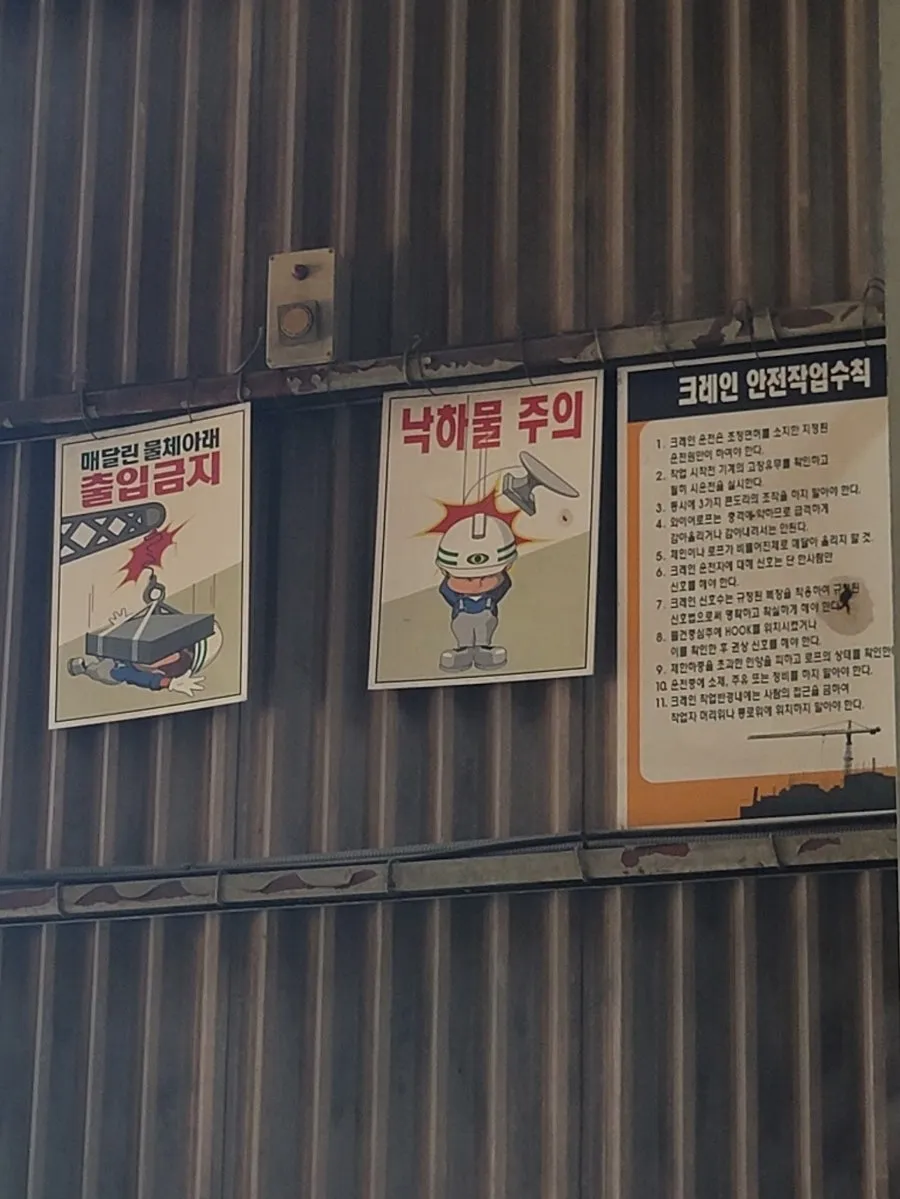 매달린 물체아래
출입금지
낙하물 주의
크레인 안전작업수칙
1. 크레인 운전은 조정면허를 소지한 지정된
운전원만이 하여야 한다.
2. 작업 시작전 기계의 고장유무를 확인하고
필히 시운전을 실시한다.
3. 동시에 3가지 콘도라의 조작을 하지 말아야 한다.
4. 와이어로프는 충격에 약하므로 급격하게
감아올리거나 감아내려서는 안된다.
5. 체인이나 로프가 비틀어진체로 매달아 올리지 말 것.
6. 크레인 운전자에 대해 신호는 단 한사람만
신호를 해야 한다.
7. 크레인 신호수는 규정된 복장을 착용하여 규정된
신호법으로써 명확하고 확실하게 해야 한다.
8. 물건중심주에 HOOK를 위치시켰거나
이를 확인한 후 권상 신호를 해야 한다.
9. 제한하중을 초과한 인양을 피하고 로프의 상태를 확인한
10. 운전중에 소제, 주유 또는 정비를 하지 말아야 한다.
11. 크레인 작업반경내에는 사람의 접근을 금하여
작업자 머리위나 통로위에 위치하지 말아야 한다.